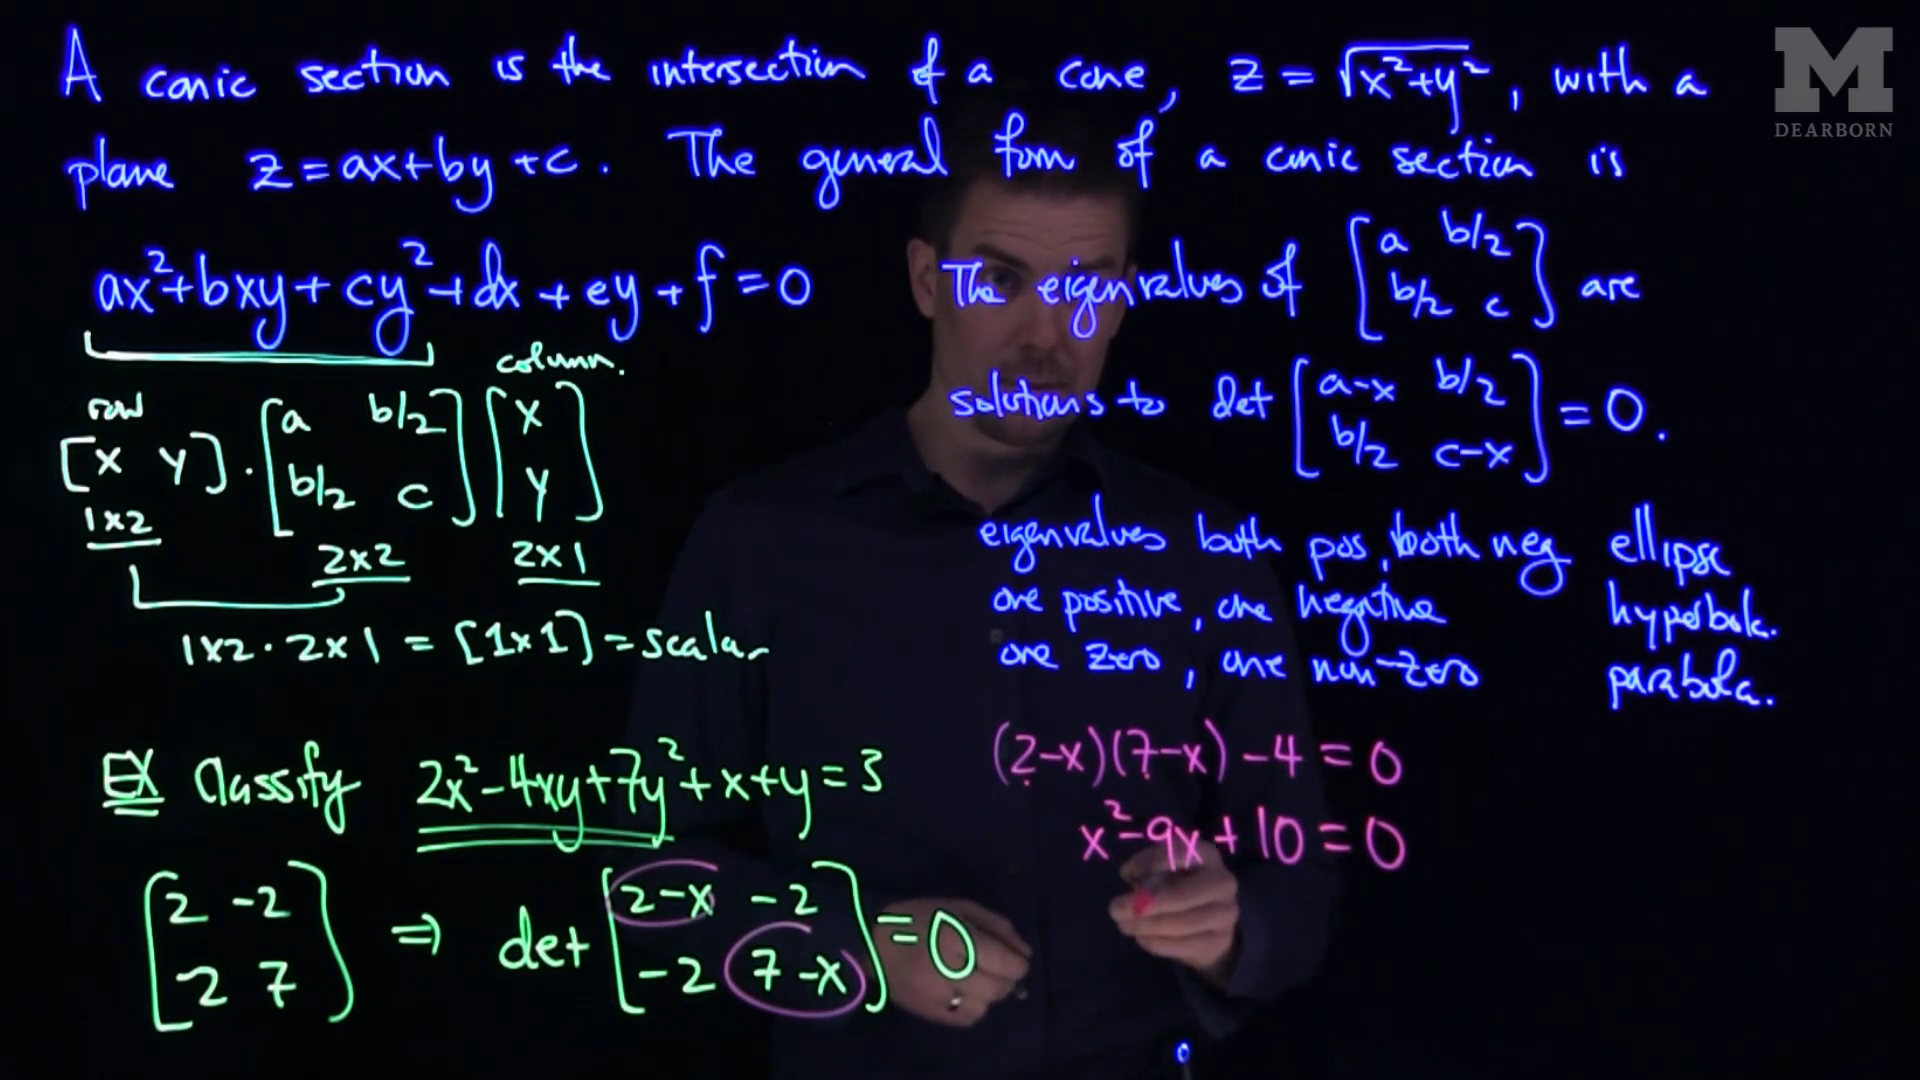 A conic section is the intersection of a cone, z = √x²+y², with a
plane z = ax+by+c. The general form of a conic section is
ax²+bxy+cy²+dx+ey+f=0
row
[x y] · [a b/2 b/2 c] [x y]
column.
1x2
2x2
2x1
1x2 · 2x1 = [1x1] = scalar
The eigenvalues of [a b/2 b/2 c] are
solutions to det [a-x b/2 b/2 c-x] = 0.
eigenvalues both pos, both neg ellipse
one positive, one negative hyperbola.
one zero, one non-zero parabola.
EX Classify 2x²-4xy+7y²+x+y=3
[2 -2 -2 7] ⇒ det [2-x -2 -2 7-x] = 0
(2-x)(7-x) -4 = 0
x²-9x+10=0
M
DEARBORN